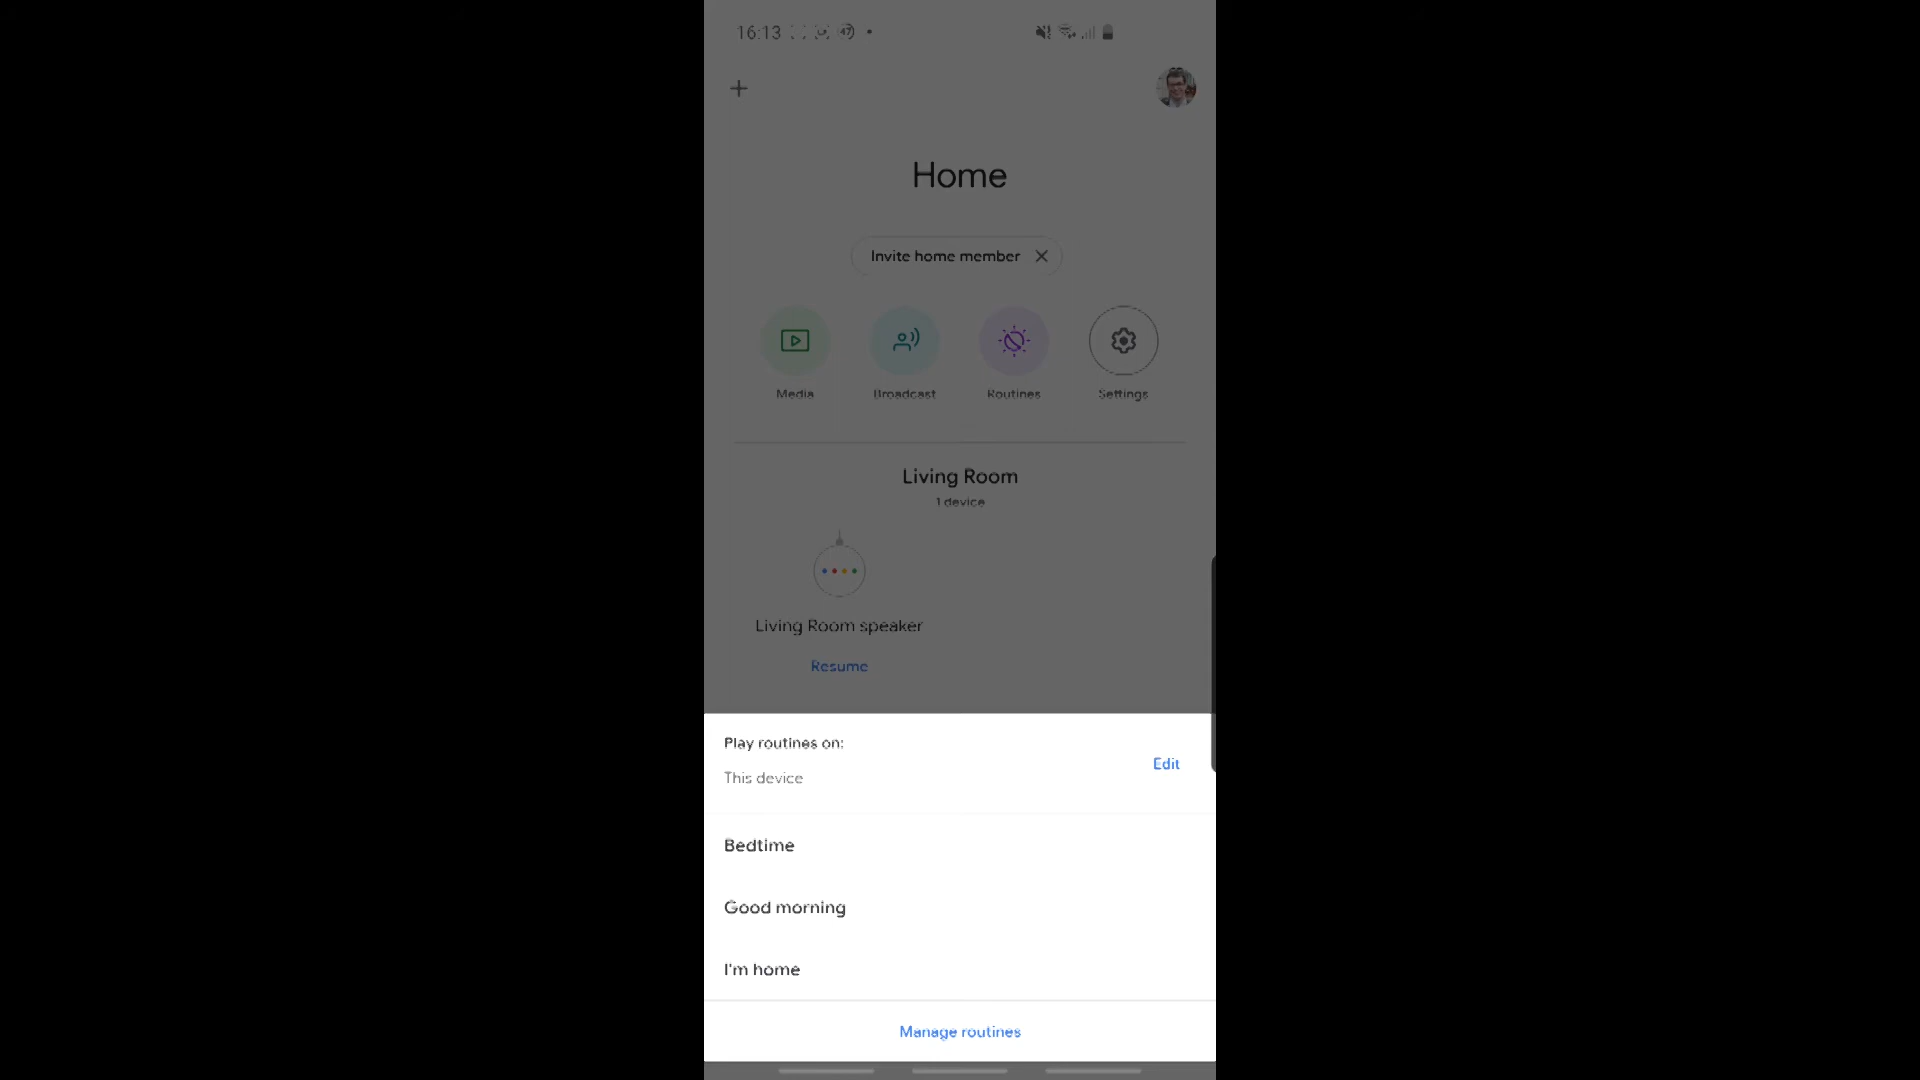 16:13
Home
Invite home member
Media Broadcast Routines Settings
Living Room
1 device
Living Room speaker
Resume
Play routines on:
This device
Edit
Bedtime
Good morning
I'm home
Manage routines